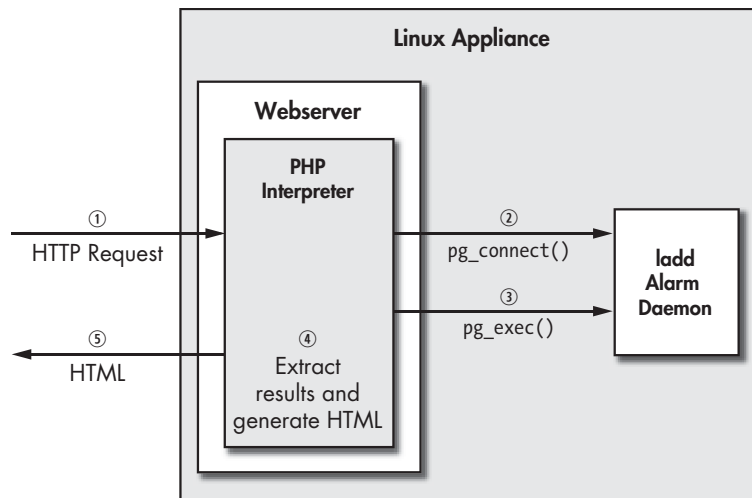 Linux Appliance
Webserver
PHP
Interpreter
①
HTTP Request
②
pg_connect()
③
pg_exec()
ladd
Alarm
Daemon
④
Extract
results and
generate HTML
⑤
HTML